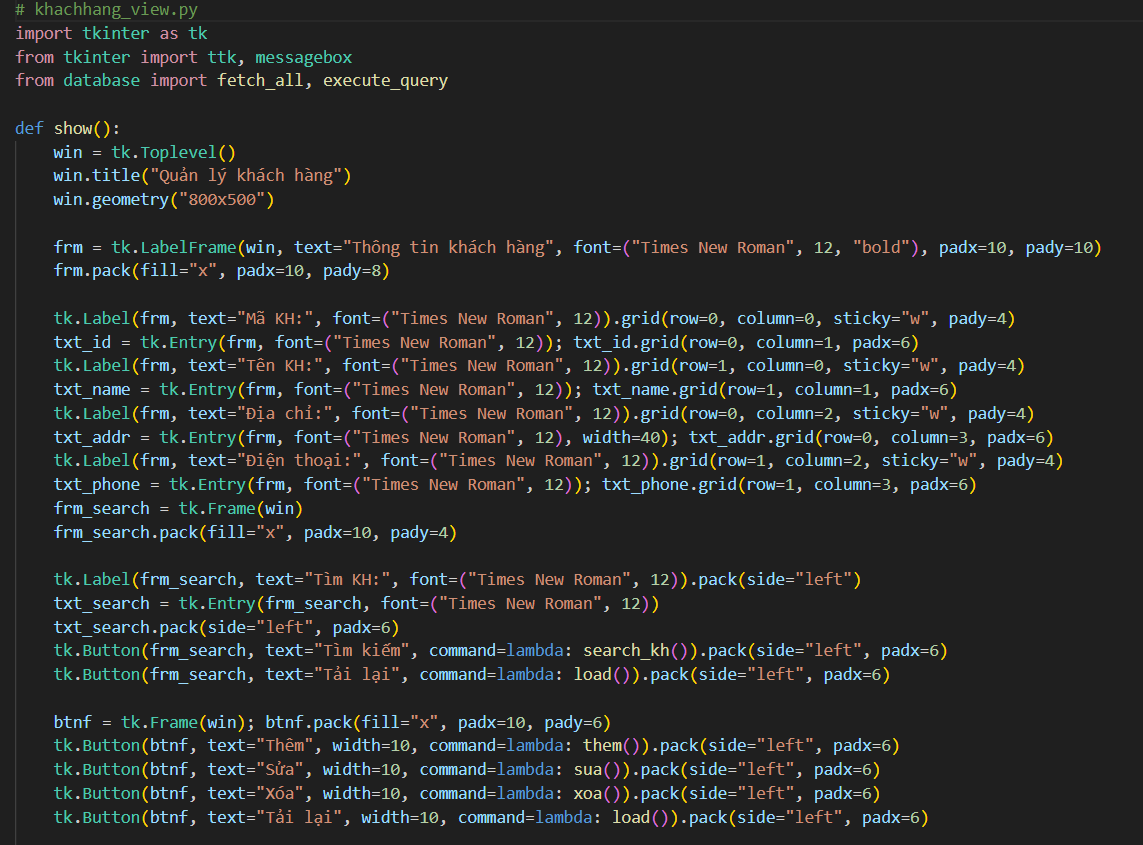 # khachhang_view.py
import tkinter as tk
from tkinter import ttk, messagebox
from database import fetch_all, execute_query

def show():
    win = tk.Toplevel()
    win.title("Quản lý khách hàng")
    win.geometry("800x500")

    frm = tk.LabelFrame(win, text="Thông tin khách hàng", font=("Times New Roman", 12, "bold"), padx=10, pady=10)
    frm.pack(fill="x", padx=10, pady=8)

    tk.Label(frm, text="Mã KH:", font=("Times New Roman", 12)).grid(row=0, column=0, sticky="w", pady=4)
    txt_id = tk.Entry(frm, font=("Times New Roman", 12)); txt_id.grid(row=0, column=1, padx=6)
    tk.Label(frm, text="Tên KH:", font=("Times New Roman", 12)).grid(row=1, column=0, sticky="w", pady=4)
    txt_name = tk.Entry(frm, font=("Times New Roman", 12)); txt_name.grid(row=1, column=1, padx=6)
    tk.Label(frm, text="Địa chỉ:", font=("Times New Roman", 12)).grid(row=0, column=2, sticky="w", pady=4)
    txt_addr = tk.Entry(frm, font=("Times New Roman", 12), width=40); txt_addr.grid(row=0, column=3, padx=6)
    tk.Label(frm, text="Điện thoại:", font=("Times New Roman", 12)).grid(row=1, column=2, sticky="w", pady=4)
    txt_phone = tk.Entry(frm, font=("Times New Roman", 12)); txt_phone.grid(row=1, column=3, padx=6)
    frm_search = tk.Frame(win)
    frm_search.pack(fill="x", padx=10, pady=4)

    tk.Label(frm_search, text="Tìm KH:", font=("Times New Roman", 12)).pack(side="left")
    txt_search = tk.Entry(frm_search, font=("Times New Roman", 12))
    txt_search.pack(side="left", padx=6)
    tk.Button(frm_search, text="Tìm kiếm", command=lambda: search_kh()).pack(side="left", padx=6)
    tk.Button(frm_search, text="Tải lại", command=lambda: load()).pack(side="left", padx=6)

    btnf = tk.Frame(win); btnf.pack(fill="x", padx=10, pady=6)
    tk.Button(btnf, text="Thêm", width=10, command=lambda: them()).pack(side="left", padx=6)
    tk.Button(btnf, text="Sửa", width=10, command=lambda: sua()).pack(side="left", padx=6)
    tk.Button(btnf, text="Xóa", width=10, command=lambda: xoa()).pack(side="left", padx=6)
    tk.Button(btnf, text="Tải lại", width=10, command=lambda: load()).pack(side="left", padx=6)